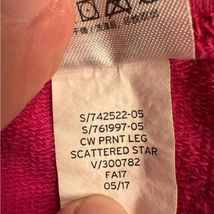 S/742522-05
S/761997-05
CW PRNT LEG
SCATTERED STAR
V/300782
FA17
05/17